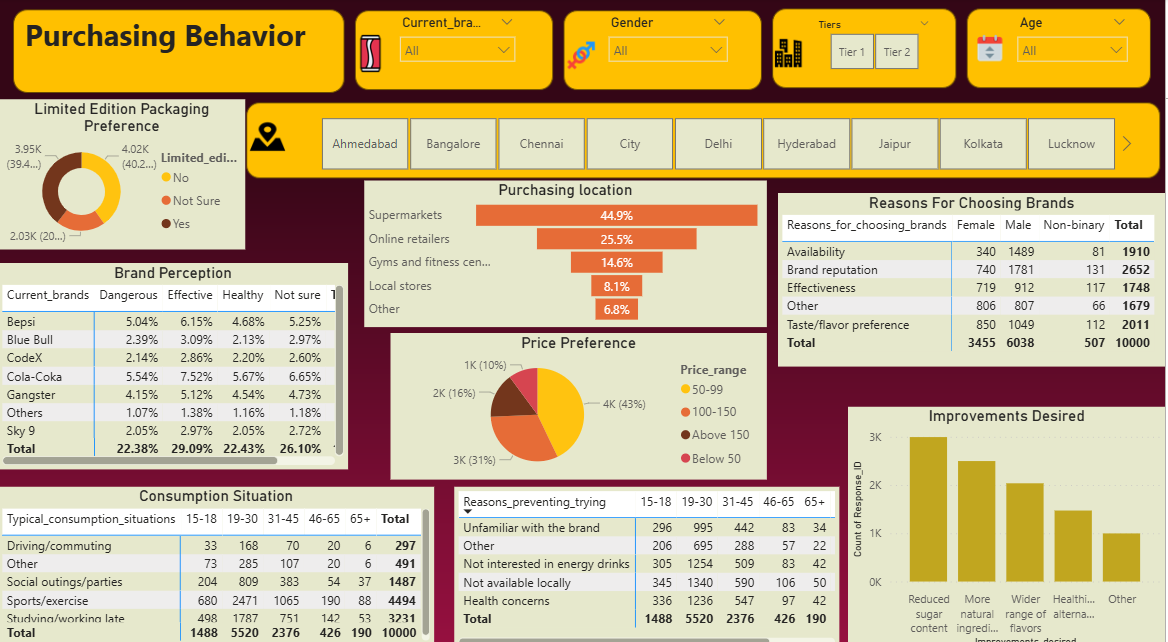 Purchasing Behavior
Current_bra...
All
Gender
All
Tiers
Tier 1 Tier 2
Age
All
Limited Edition Packaging
Preference
3.95K
(39.4...)
4.02K
(40.2...)
2.03K (20...)
Limited_edi...
No
Not Sure
Yes
Ahmedabad Bangalore Chennai City Delhi Hyderabad Jaipur Kolkata Lucknow
Purchasing location
Supermarkets 44.9%
Online retailers 25.5%
Gyms and fitness cen... 14.6%
Local stores 8.1%
Other 6.8%
Reasons For Choosing Brands
Reasons_for_choosing_brands Female Male Non-binary Total
Availability 340 1489 81 1910
Brand reputation 740 1781 131 2652
Effectiveness 719 912 117 1748
Other 806 807 66 1679
Taste/flavor preference 850 1049 112 2011
Total 3455 6038 507 10000
Brand Perception
Current_brands Dangerous Effective Healthy Not sure
Bepsi 5.04% 6.15% 4.68% 5.25%
Blue Bull 2.39% 3.09% 2.13% 2.97%
CodeX 2.14% 2.86% 2.20% 2.60%
Cola-Coka 5.54% 7.52% 5.67% 6.65%
Gangster 4.15% 5.12% 4.54% 4.73%
Others 1.07% 1.38% 1.16% 1.18%
Sky 9 2.05% 2.97% 2.05% 2.72%
Total 22.38% 29.09% 22.43% 26.10%
Price Preference
1K (10%)
2K (16%)
4K (43%)
3K (31%)
Price_range
50-99
100-150
Above 150
Below 50
Improvements Desired
Count of Response_ID
3K
2K
1K
0K
Reduced
sugar
content
More
natural
ingredi...
Wider
range of
flavors
Healthi...
alterna...
Other
Improvements_desired
Consumption Situation
Typical_consumption_situations 15-18 19-30 31-45 46-65 65+ Total
Driving/commuting 33 168 70 20 6 297
Other 73 285 107 20 6 491
Social outings/parties 204 809 383 54 37 1487
Sports/exercise 680 2471 1065 190 88 4494
Studying/working late 498 1787 751 142 53 3231
Total 1488 5520 2376 426 190 10000
Reasons_preventing_trying 15-18 19-30 31-45 46-65 65+
Unfamiliar with the brand 296 995 442 83 34
Other 206 695 288 57 22
Not interested in energy drinks 305 1254 509 83 42
Not available locally 345 1340 590 106 50
Health concerns 336 1236 547 97 42
Total 1488 5520 2376 426 190